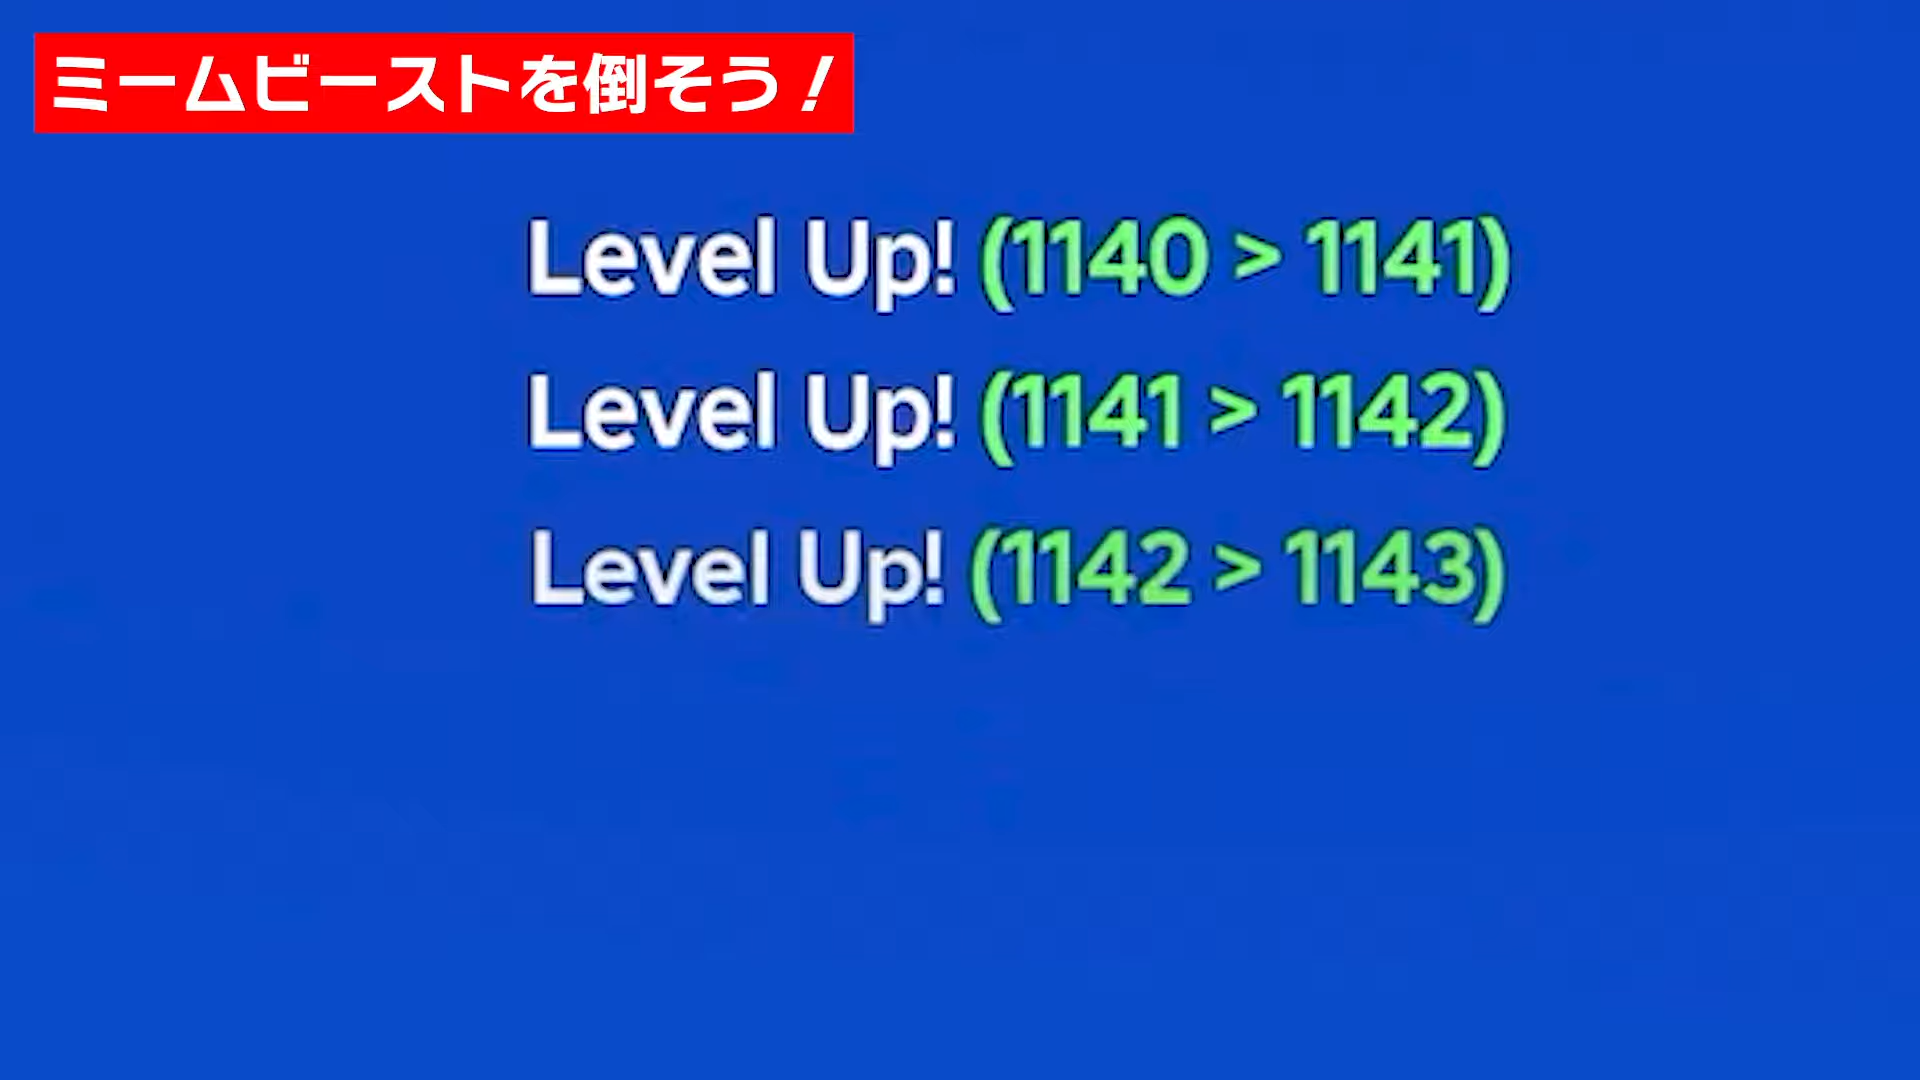 ミームビーストを倒そう！
Level Up! (1140 > 1141)
Level Up! (1141 > 1142)
Level Up! (1142 > 1143)